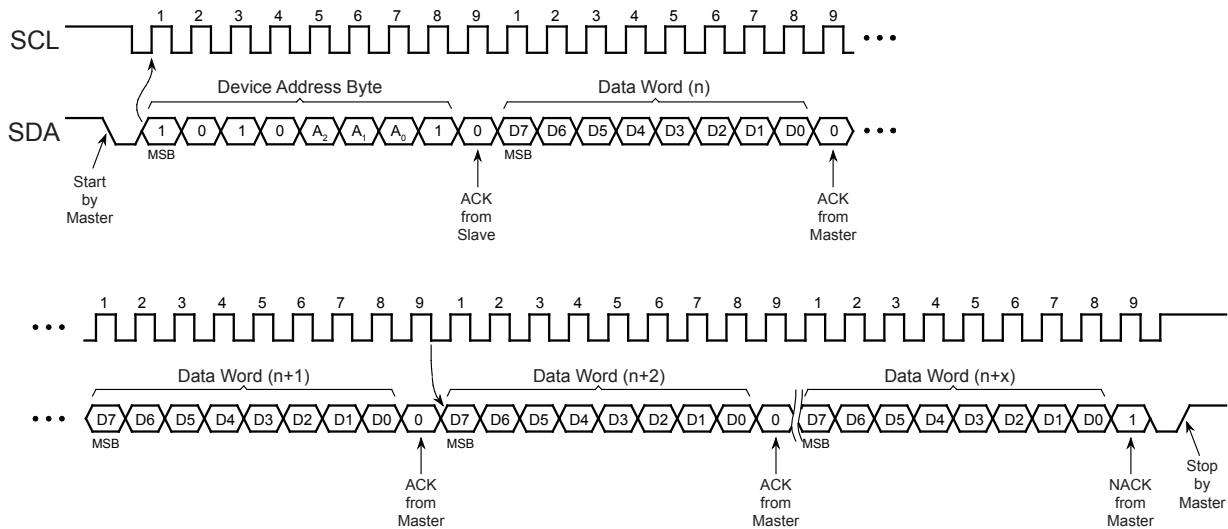 1 2 3 4 5 6 7 8 9 1 2 3 4 5 6 7 8 9
SCL
Device Address Byte Data Word (n)
SDA 1 0 1 0 A2 A1 A0 1 0 D7 D6 D5 D4 D3 D2 D1 D0 0
MSB MSB
Start
by
Master
ACK
from
Slave
ACK
from
Master
1 2 3 4 5 6 7 8 9 1 2 3 4 5 6 7 8 9 1 2 3 4 5 6 7 8 9
Data Word (n+1) Data Word (n+2) Data Word (n+x)
D7 D6 D5 D4 D3 D2 D1 D0 0 D7 D6 D5 D4 D3 D2 D1 D0 0 D7 D6 D5 D4 D3 D2 D1 D0 1
MSB MSB MSB
ACK
from
Master
ACK
from
Master
NACK
from
Master
Stop
by
Master